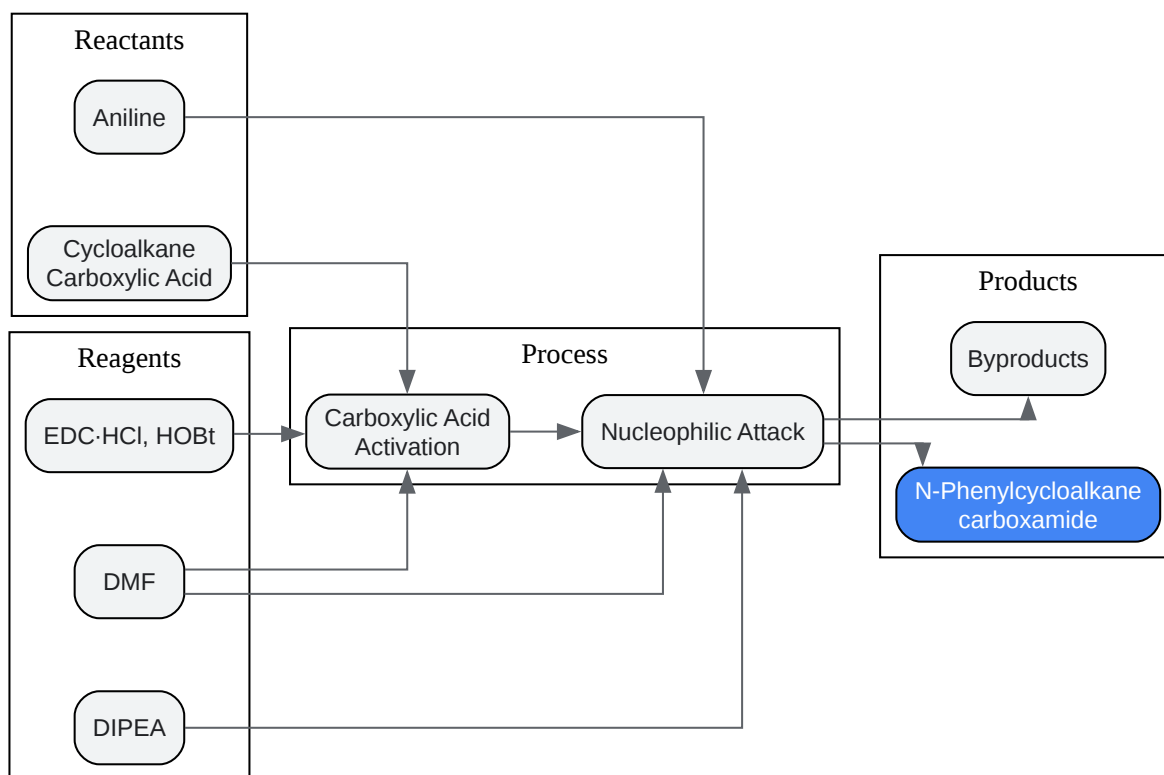 Reactants
Aniline
Cycloalkane
Carboxylic Acid
Reagents
EDC·HCl, HOBt
DMF
DIPEA
Process
Carboxylic Acid
Activation
Nucleophilic Attack
Products
Byproducts
N-Phenylcycloalkane
carboxamide